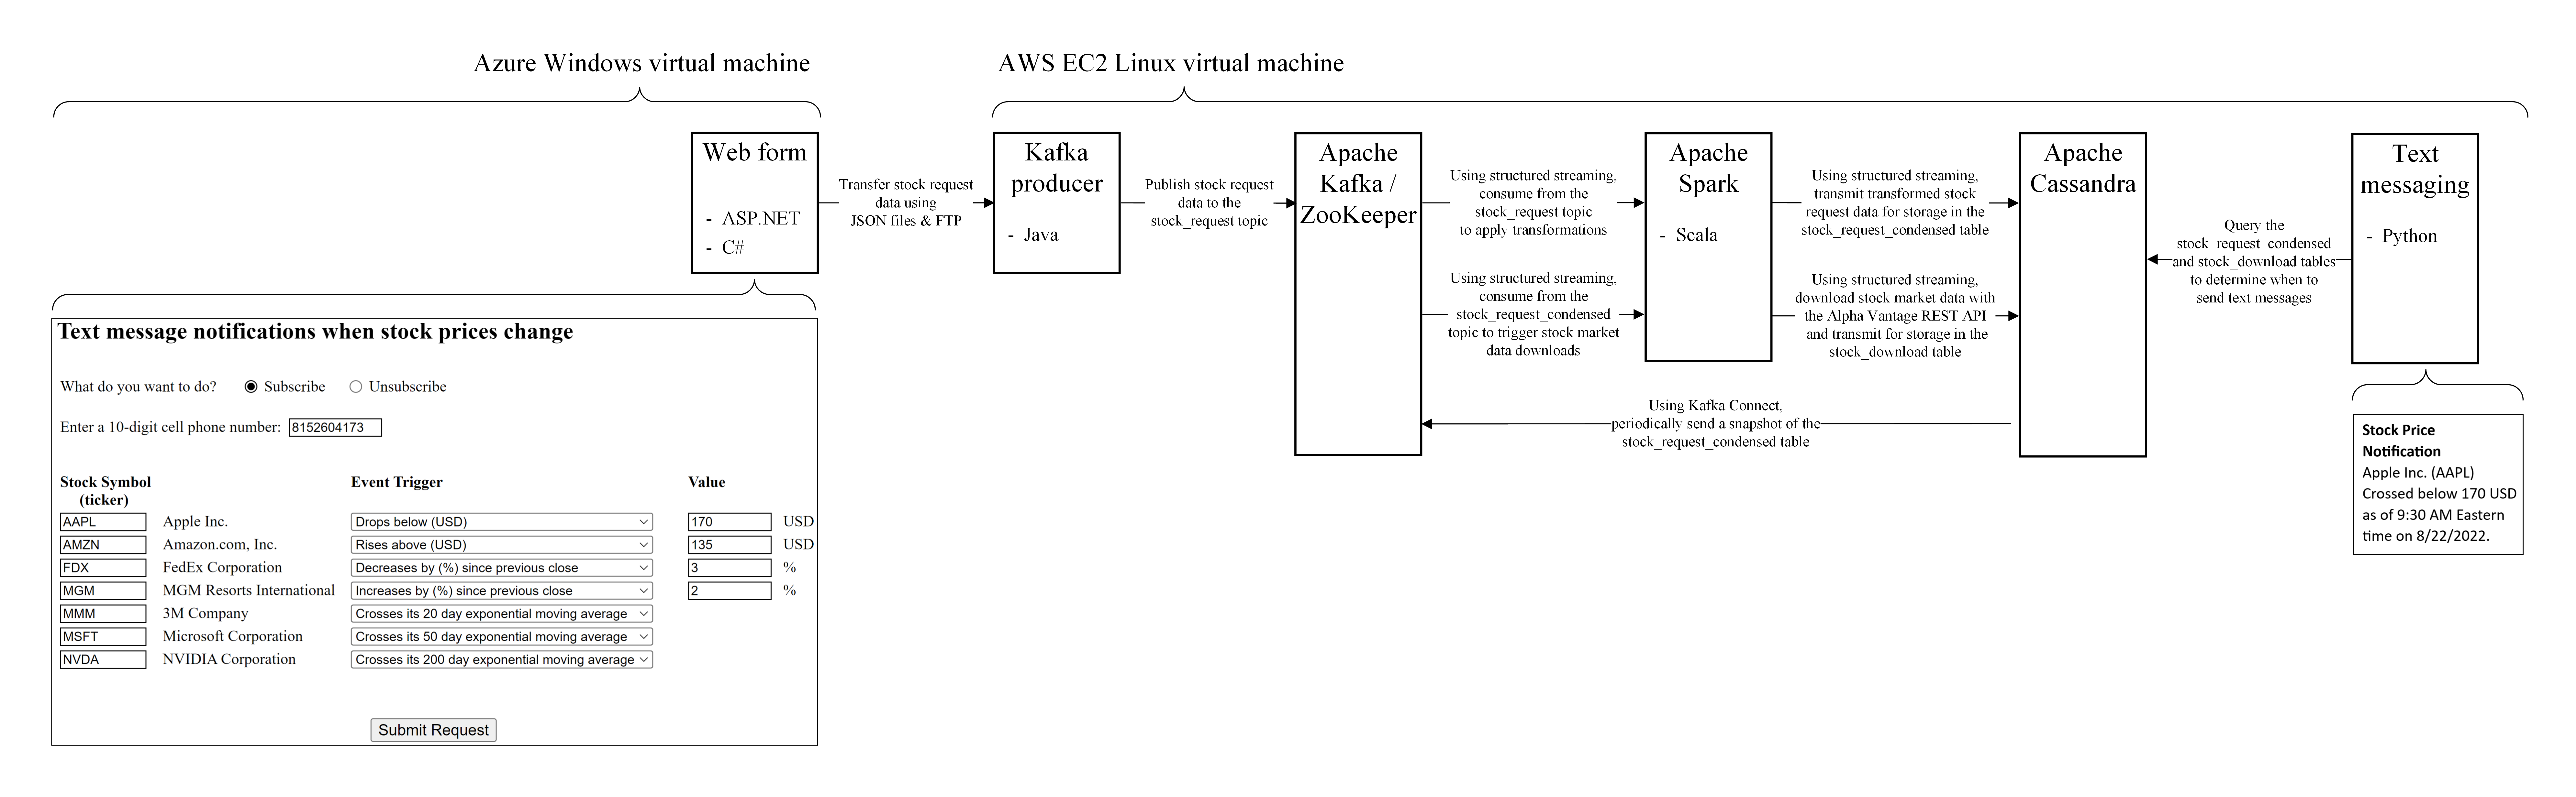 Azure Windows virtual machine
AWS EC2 Linux virtual machine
Web form
- ASP.NET
- C#
Transfer stock request
data using
JSON files & FTP
Kafka
producer
- Java
Publish stock request
data to the
stock_request topic
Apache
Kafka /
ZooKeeper
Using structured streaming,
consume from the
stock_request topic
to apply transformations
Using structured streaming,
consume from the
stock_request_condensed
topic to trigger stock market
data downloads
Apache
Spark
- Scala
Using structured streaming,
transmit transformed stock
request data for storage in the
stock_request_condensed table
Using structured streaming,
download stock market data with
the Alpha Vantage REST API
and transmit for storage in the
stock_download table
Using Kafka Connect,
periodically send a snapshot of the
stock_request_condensed table
Apache
Cassandra
Query the
stock_request_condensed
and stock_download tables
to determine when to
send text messages
Text
messaging
- Python
Stock Price
Notification
Apple Inc. (AAPL)
Crossed below 170 USD
as of 9:30 AM Eastern
time on 8/22/2022.
Text message notifications when stock prices change
What do you want to do? Subscribe Unsubscribe
Enter a 10-digit cell phone number: 8152604173
Stock Symbol Event Trigger Value
(ticker)
AAPL Apple Inc. Drops below (USD) 170 USD
AMZN Amazon.com, Inc. Rises above (USD) 135 USD
FDX FedEx Corporation Decreases by (%) since previous close 3 %
MGM MGM Resorts International Increases by (%) since previous close 2 %
MMM 3M Company Crosses its 20 day exponential moving average
MSFT Microsoft Corporation Crosses its 50 day exponential moving average
NVDA NVIDIA Corporation Crosses its 200 day exponential moving average
Submit Request